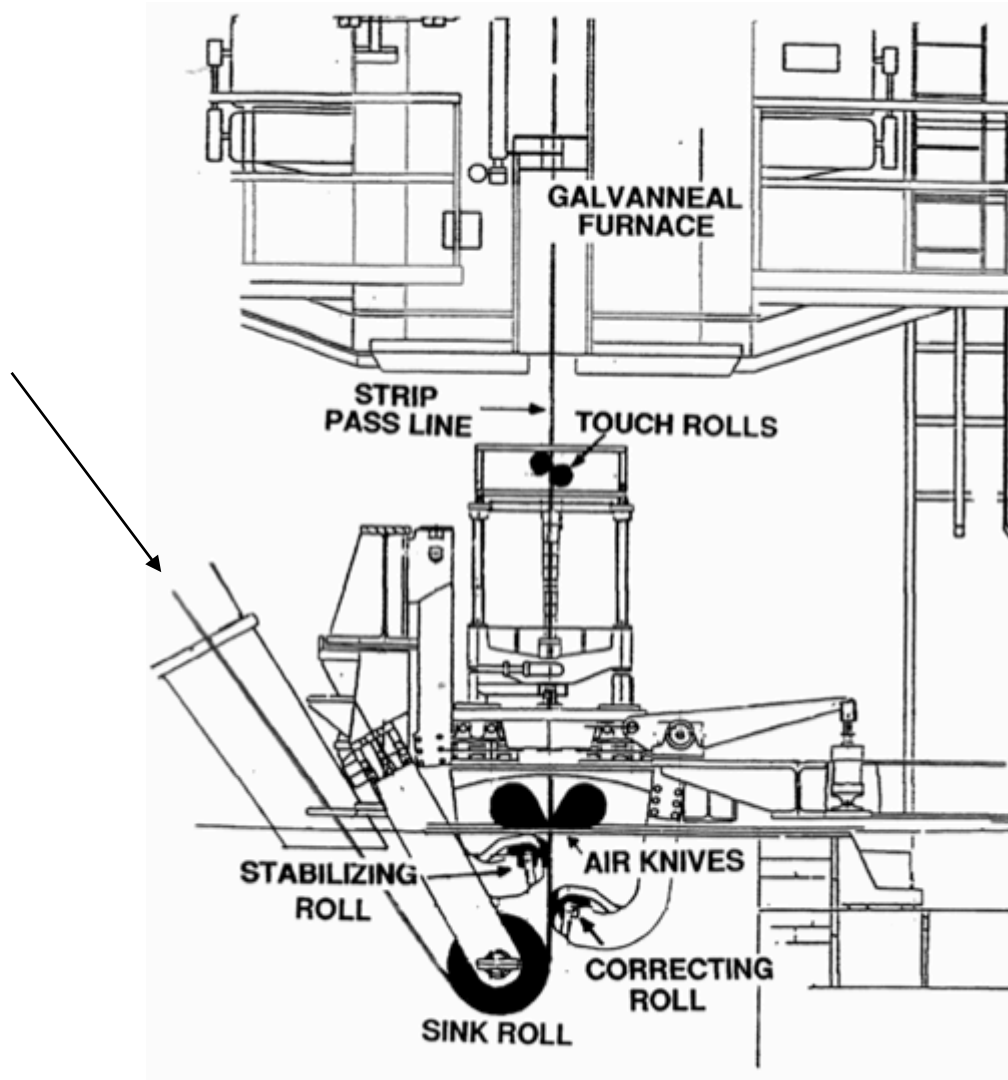 GALVANNEAL
FURNACE
STRIP
PASS LINE
TOUCH ROLLS
AIR KNIVES
STABILIZING
ROLL
CORRECTING
ROLL
SINK ROLL